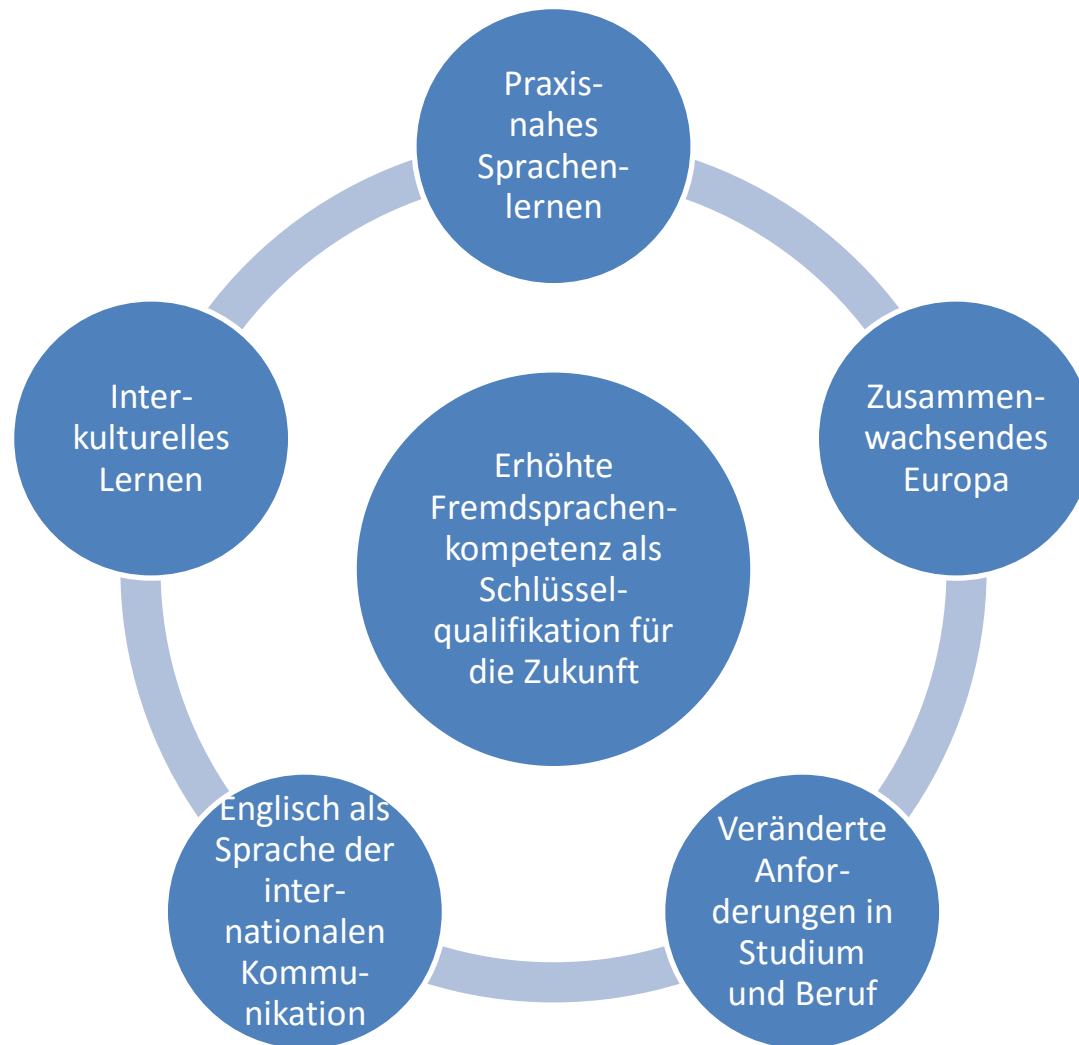 Praxis-
nahes
Sprachen-
lernen
Zusammen-
wachsendes
Europa
Veränderte
Anfor-
derungen in
Studium
und Beruf
Englisch als
Sprache der
inter-
nationalen
Kommu-
nikation
Inter-
kulturelles
Lernen
Erhöhte
Fremdsprachen-
kompetenz als
Schlüssel-
qualifikation für
die Zukunft